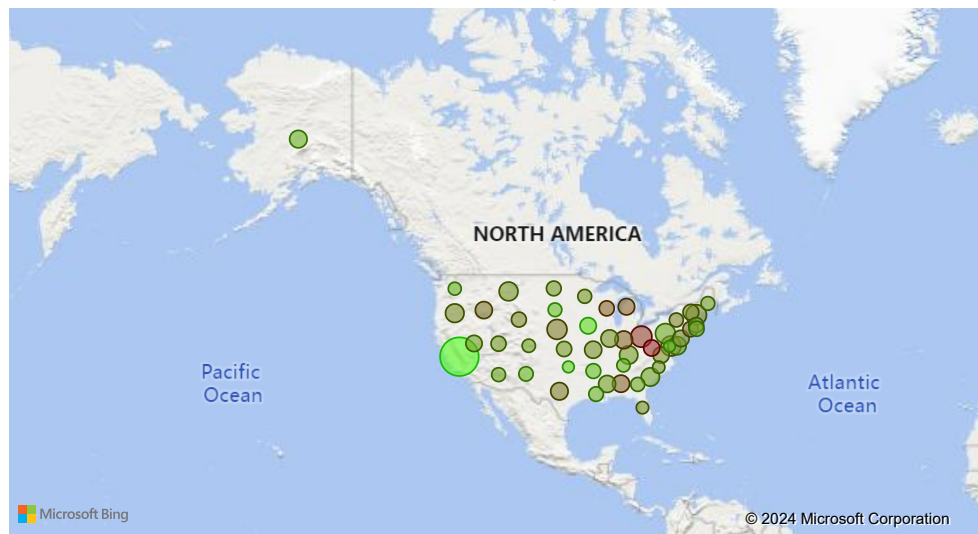 NORTH AMERICA
Pacific
Ocean
Atlantic
Ocean
Microsoft Bing
© 2024 Microsoft Corporation